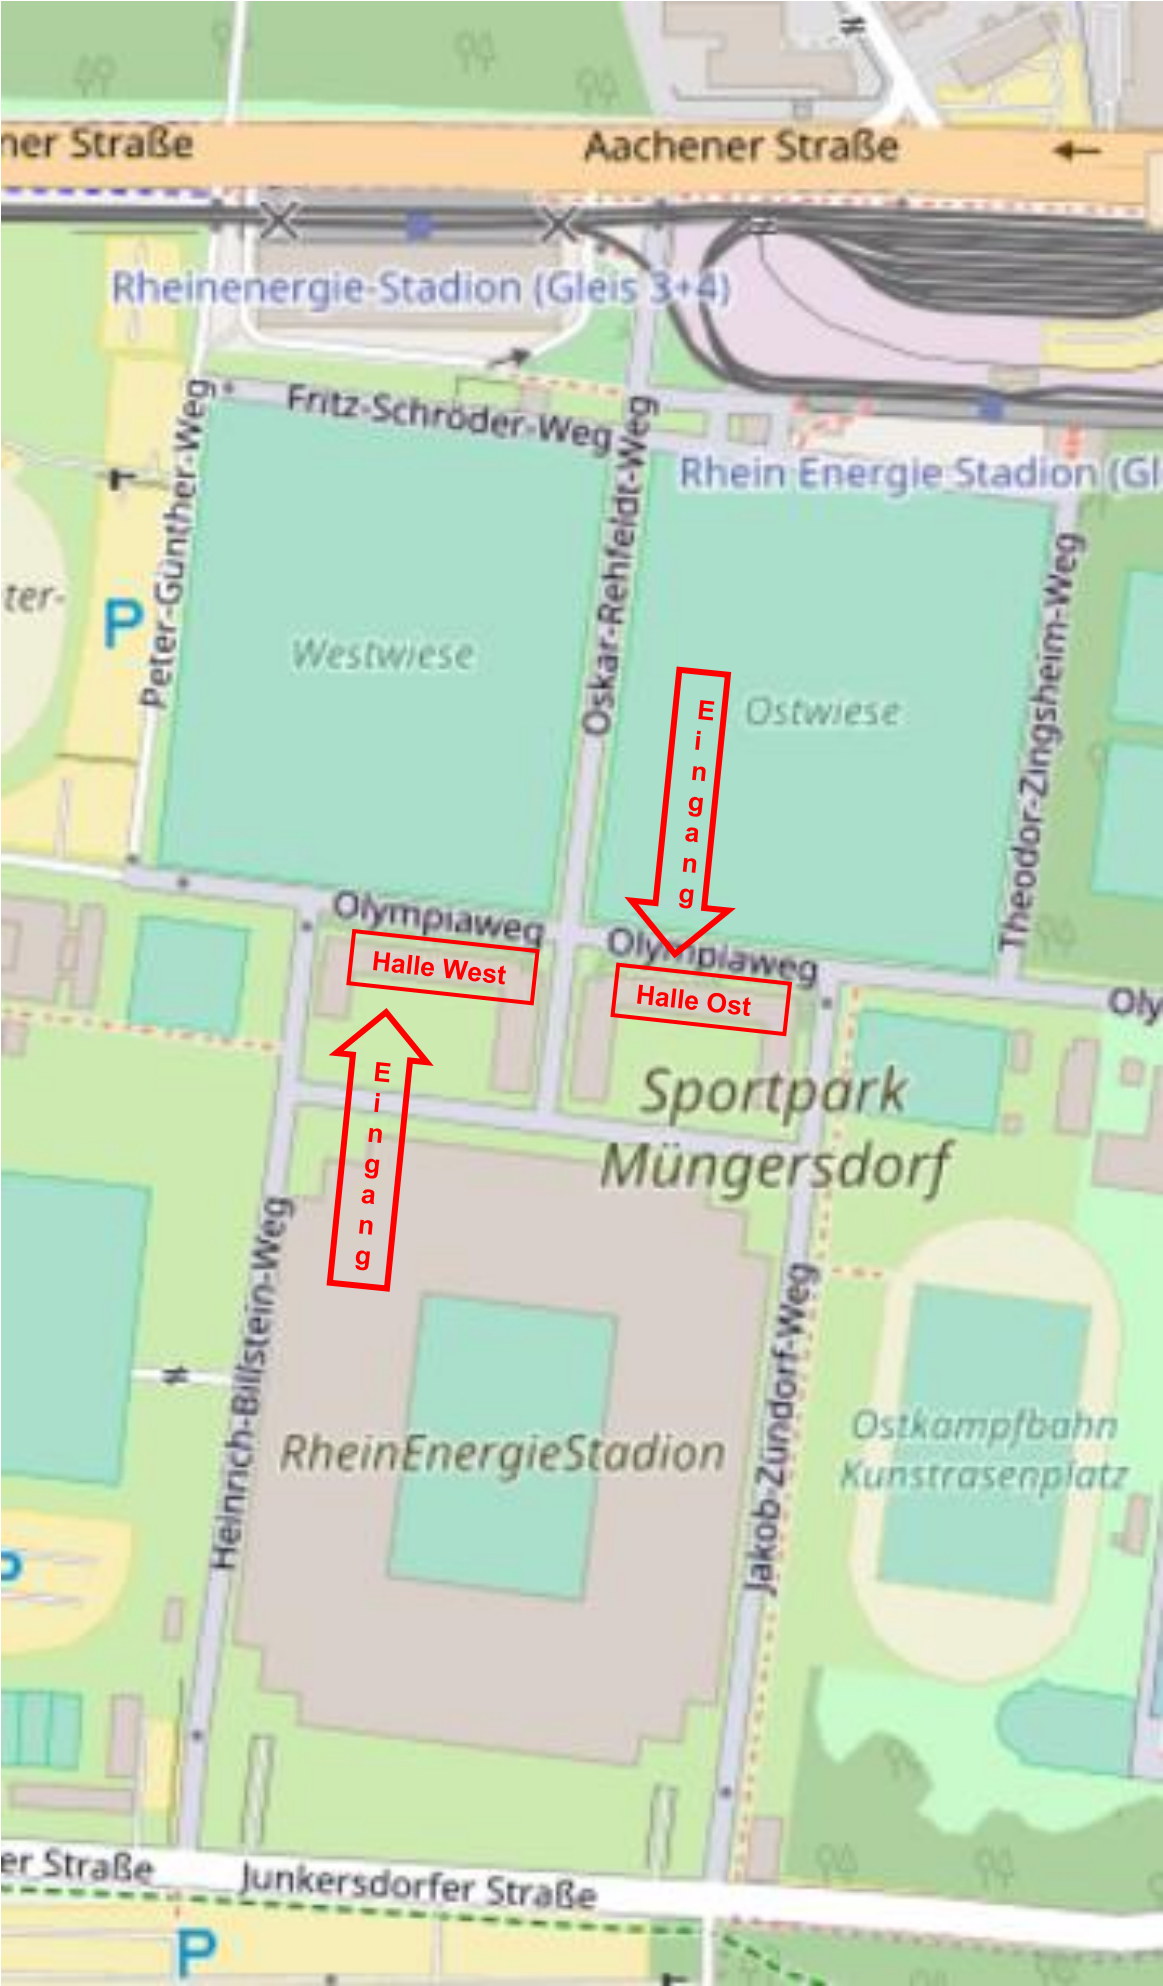 ner Straße
Aachener Straße
Rheinenergie-Stadion (Gleis 3+4)
Fritz-Schröder-Weg
Peter-Günther-Weg
Oskar-Rehfeldt-Weg
Rhein Energie Stadion (Gl
Theodor-Zingsheim-Weg
ter-
P
Westwiese
Ostwiese
Eingang
Olympiaweg
Olympiaweg
Oly
Halle West
Halle Ost
Eingang
Sportpark
Müngersdorf
Heinrich-Billstein-Weg
Jakob-Zündorf-Weg
RheinEnergieStadion
Ostkampfbahn
Kunstrasenplatz
P
er Straße
Junkersdorfer Straße
P